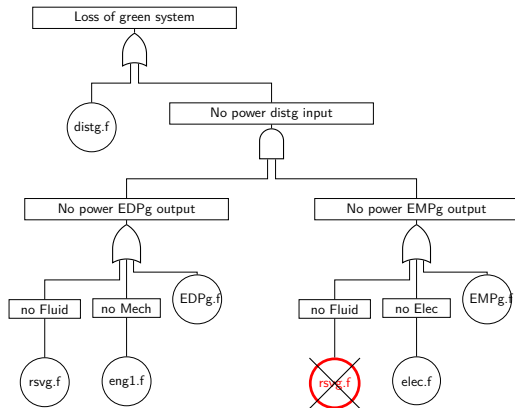 Loss of green system
distg.f
No power distg input
No power EDPg output
No power EMPg output
no Fluid
no Mech
EDPg.f
no Fluid
no Elec
EMPg.f
rsvg.f
eng1.f
rsvg.f
elec.f